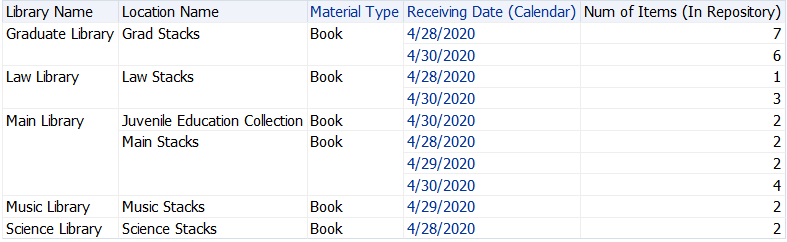 Library Name Location Name Material Type Receiving Date (Calendar) Num of Items (In Repository)
Graduate Library Grad Stacks Book 4/28/2020 7
4/30/2020 6
Law Library Law Stacks Book 4/28/2020 1
4/30/2020 3
Main Library Juvenile Education Collection Book 4/30/2020 2
Main Stacks Book 4/28/2020 2
4/29/2020 2
4/30/2020 4
Music Library Music Stacks Book 4/29/2020 2
Science Library Science Stacks Book 4/28/2020 2